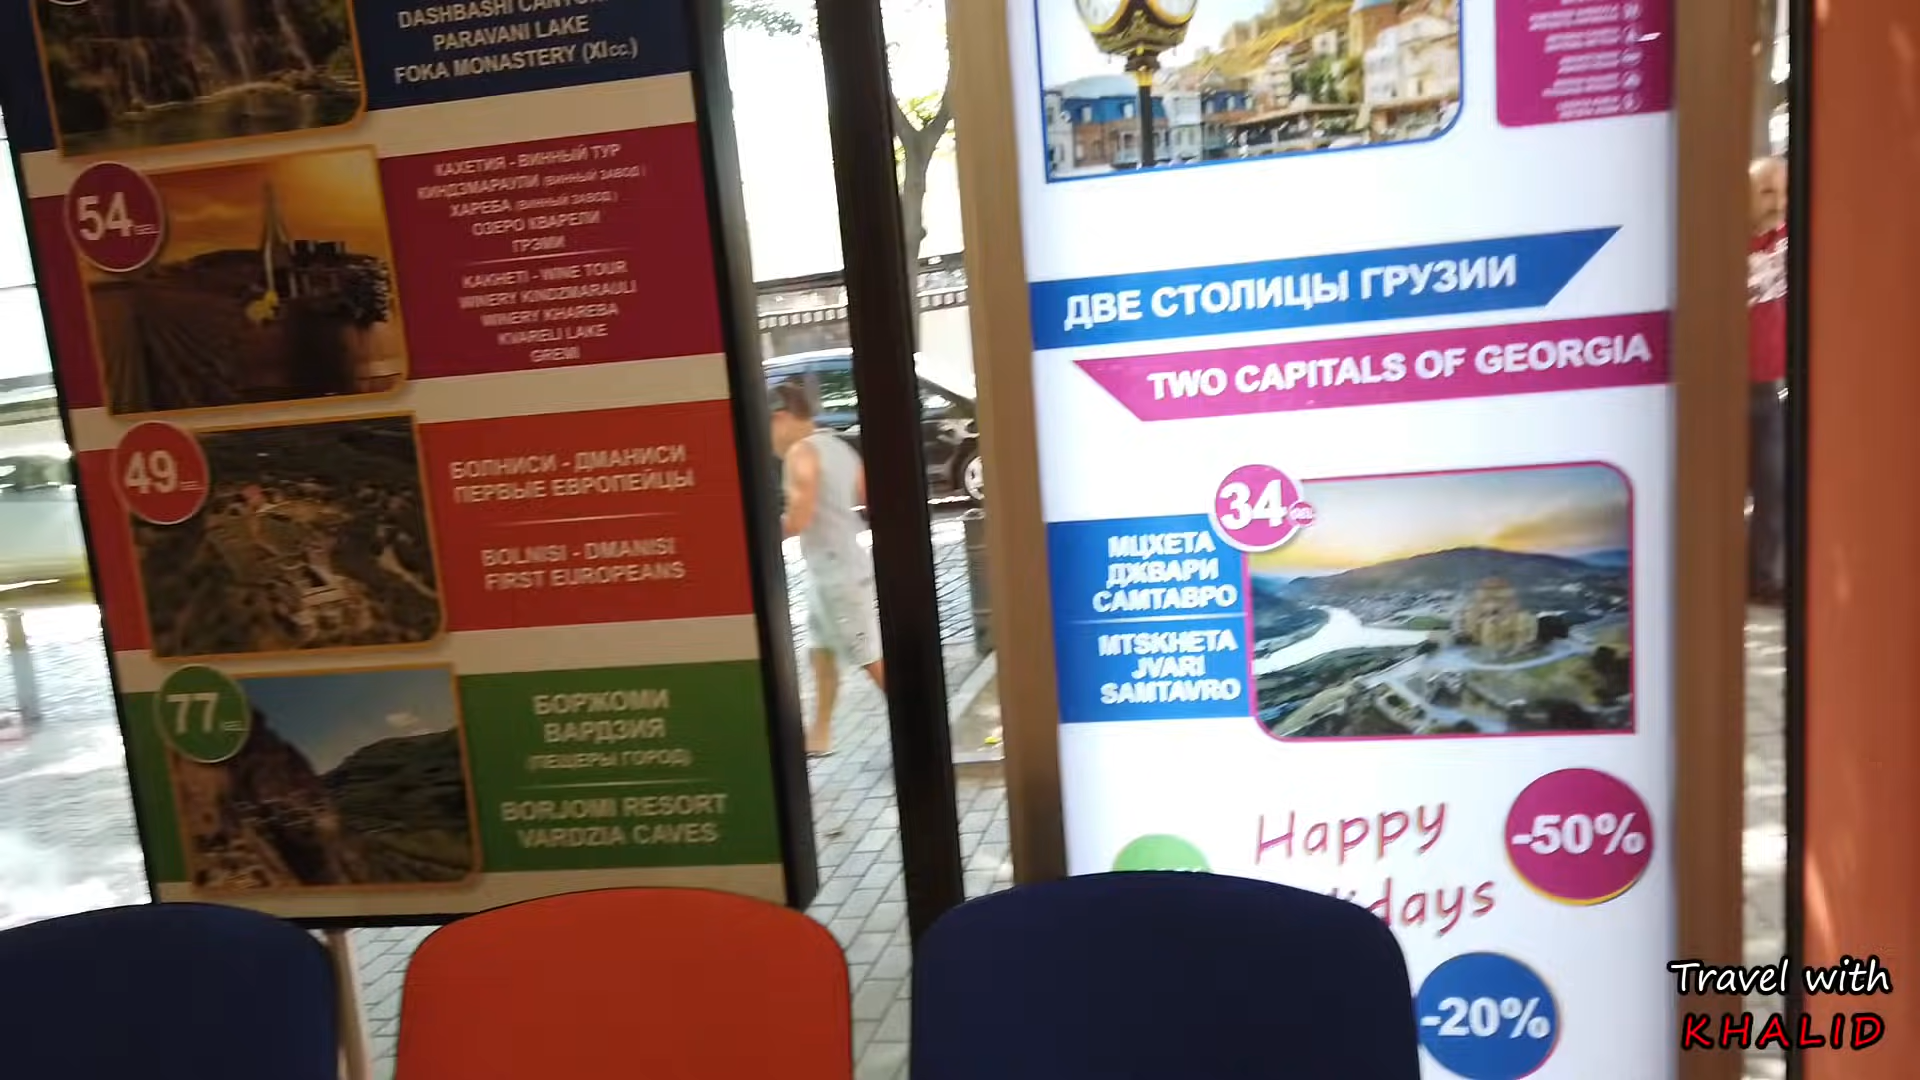 DASHBASHI CANYON
PARAVANI LAKE
FOKA MONASTERY (XI cc.)
54
КАХЕТИЯ - ВИННЫЙ ТУР
КИНДЗМАРАУЛИ (ВИННЫЙ ЗАВОД)
ХАРЕБА (ВИННЫЙ ЗАВОД)
ОЗЕРО КВАРЕЛИ
ГРЭМИ
KAKHETI - WINE TOUR
WINERY KINDZMARAULI
WINERY KHAREBA
KVARELI LAKE
GREMI
49
БОЛНИСИ - ДМАНИСИ
ПЕРВЫЕ ЕВРОПЕЙЦЫ
BOLNISI - DMANISI
FIRST EUROPEANS
77
БОРЖОМИ
ВАРДЗИЯ
(ПЕЩЕРЫ ГОРОД)
BORJOMI RESORT
VARDZIA CAVES
ДВЕ СТОЛИЦЫ ГРУЗИИ
TWO CAPITALS OF GEORGIA
34
МЦХЕТА
ДЖВАРИ
САМТАВРО
MTSKHETA
JVARI
SAMTAVRO
Happy
days
-50%
-20%
Travel with
KHALID